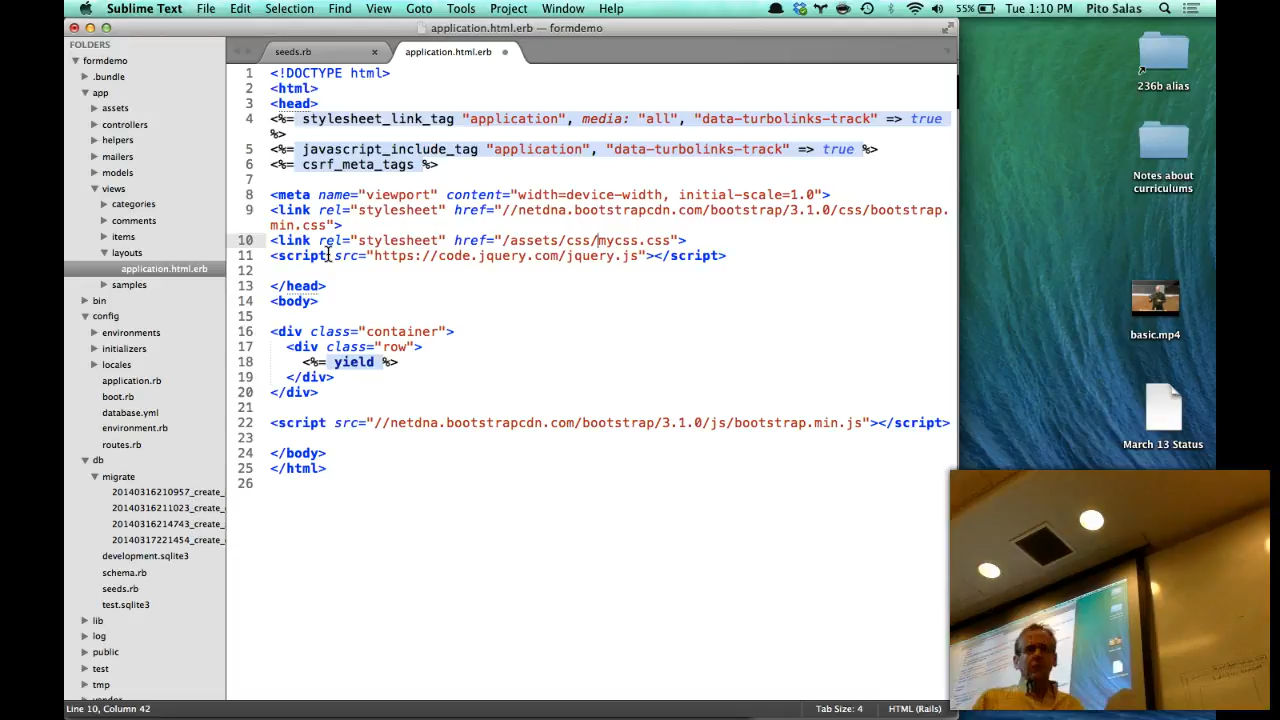 Sublime Text File Edit Selection Find View Goto Tools Project Window Help 55% Tue 1:10 PM Pito Salas
application.html.erb — formdemo
FOLDERS
formdemo
.bundle
app
assets
controllers
helpers
mailers
models
views
categories
comments
items
layouts
application.html.erb
samples
bin
config
environments
initializers
locales
application.rb
boot.rb
database.yml
environment.rb
routes.rb
db
migrate
20140316210957_create_
20140316211023_create_
20140316214743_create_
20140317221454_create_
development.sqlite3
schema.rb
seeds.rb
test.sqlite3
lib
log
public
test
tmp
vendor
seeds.rb × application.html.erb
1 <!DOCTYPE html>
2 <html>
3 <head>
4 <%= stylesheet_link_tag "application", media: "all", "data-turbolinks-track" => true
%>
5 <%= javascript_include_tag "application", "data-turbolinks-track" => true %>
6 <%= csrf_meta_tags %>
7
8 <meta name="viewport" content="width=device-width, initial-scale=1.0">
9 <link rel="stylesheet" href="//netdna.bootstrapcdn.com/bootstrap/3.1.0/css/bootstrap.
min.css">
10 <link rel="stylesheet" href="/assets/css/mycss.css">
11 <script src="https://code.jquery.com/jquery.js"></script>
12
13 </head>
14 <body>
15
16 <div class="container">
17 <div class="row">
18 <%= yield %>
19 </div>
20 </div>
21
22 <script src="//netdna.bootstrapcdn.com/bootstrap/3.1.0/js/bootstrap.min.js"></script>
23
24 </body>
25 </html>
26
Line 10, Column 42 Tab Size: 4 HTML (Rails)
236b alias
Notes about
curriculums
basic.mp4
March 13 Status